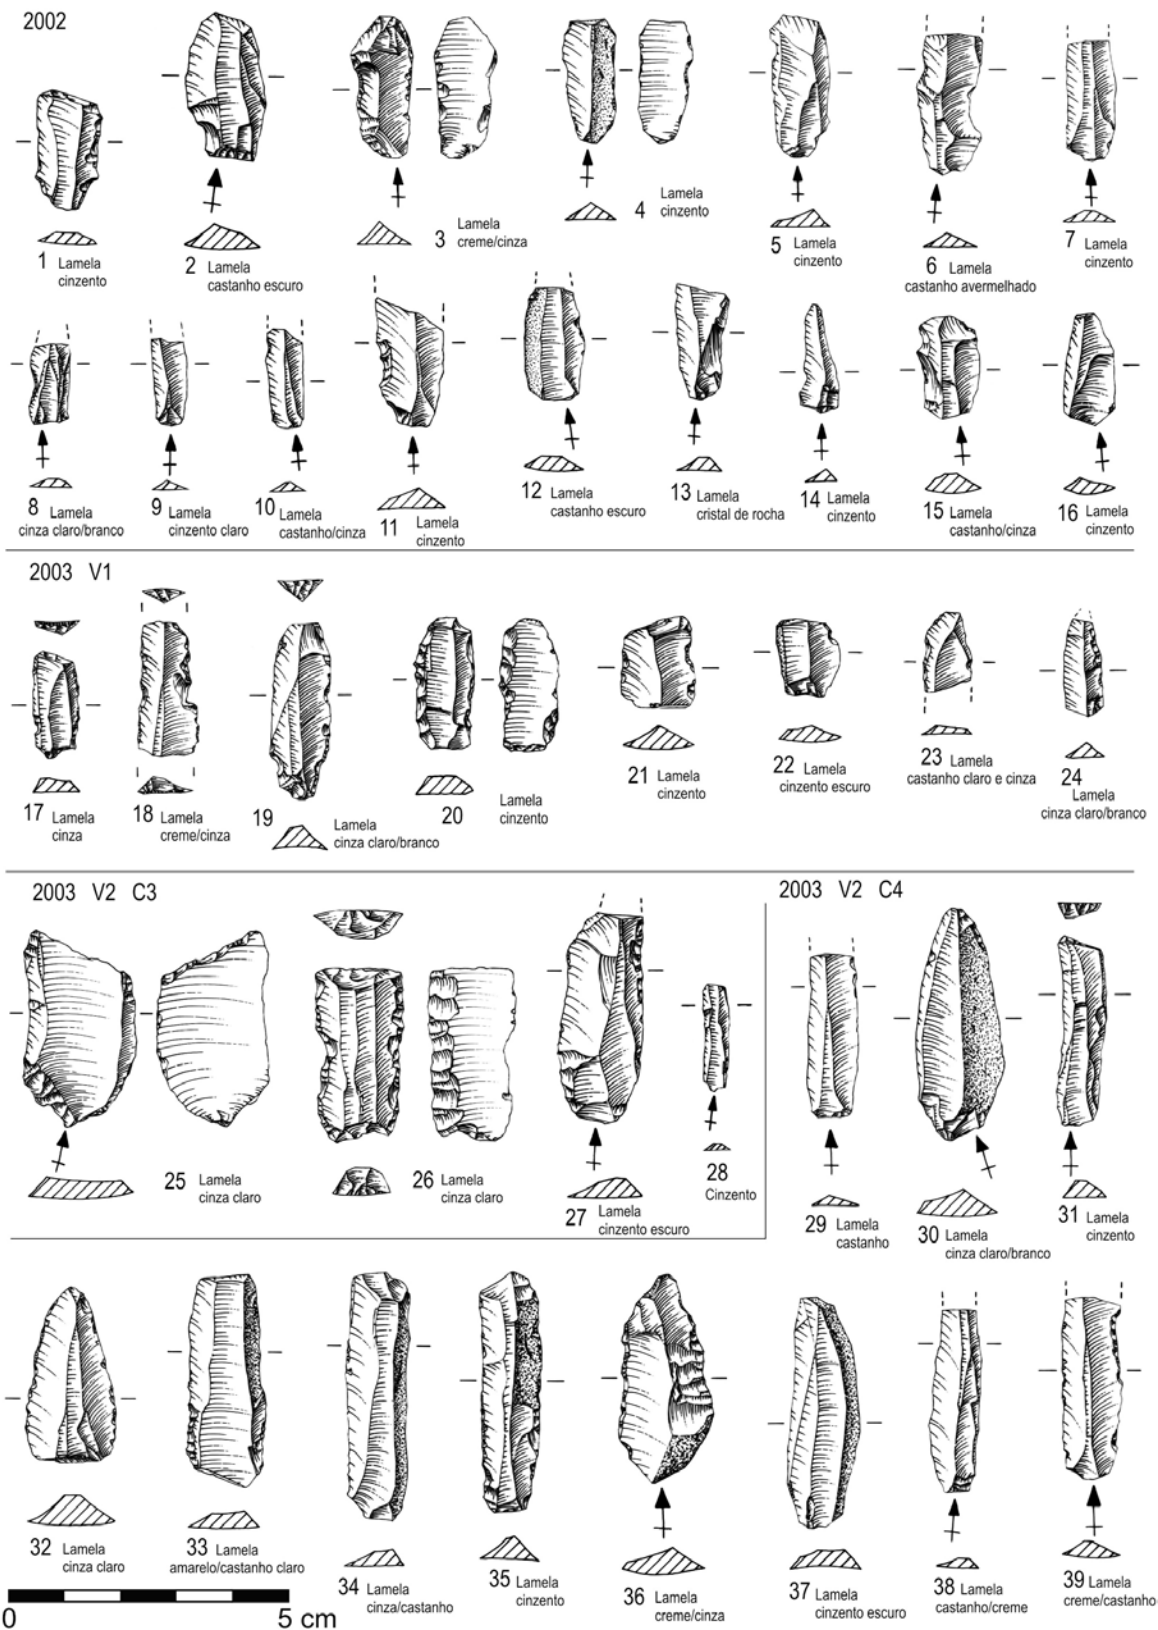 2002
1 Lamela
cinzento
2 Lamela
castanho escuro
3 Lamela
creme/cinza
4 Lamela
cinzento
5 Lamela
cinzento
6 Lamela
castanho avermelhado
7 Lamela
cinzento
8 Lamela
cinza claro/branco
9 Lamela
cinzento claro
10 Lamela
castanho/cinza
11 Lamela
cinzento
12 Lamela
castanho escuro
13 Lamela
cristal de rocha
14 Lamela
cinzento
15 Lamela
castanho/cinza
16 Lamela
cinzento
2003 V1
17 Lamela
cinza
18 Lamela
creme/cinza
19 Lamela
cinza claro/branco
20 Lamela
cinzento
21 Lamela
cinzento
22 Lamela
cinzento escuro
23 Lamela
castanho claro e cinza
24
Lamela
cinza claro/branco
2003 V2 C3
25 Lamela
cinza claro
26 Lamela
cinza claro
27 Lamela
cinzento escuro
28
Cinzento
2003 V2 C4
29 Lamela
castanho
30 Lamela
cinza claro/branco
31 Lamela
cinzento
32 Lamela
cinza claro
33 Lamela
amarelo/castanho claro
34 Lamela
cinza/castanho
35 Lamela
cinzento
36 Lamela
creme/cinza
37 Lamela
cinzento escuro
38 Lamela
castanho/creme
39 Lamela
creme/castanho
0 5 cm